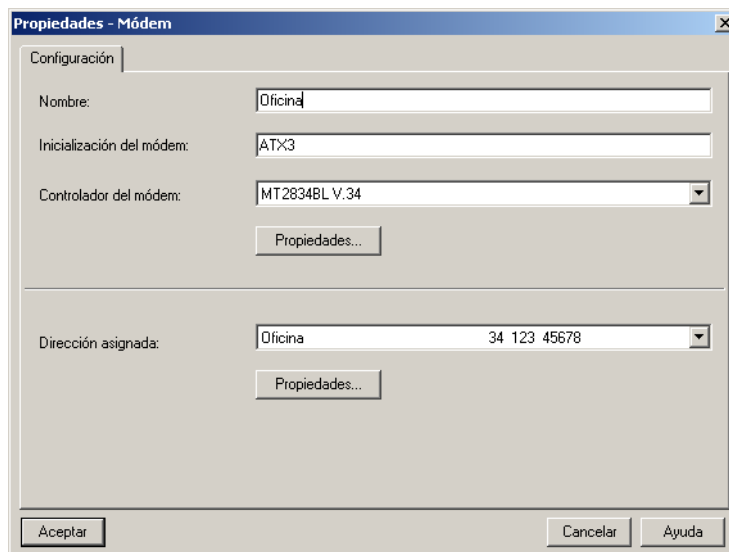 Propiedades - Módem
Configuración
Nombre: Oficina
Inicialización del módem: ATX3
Controlador del módem: MT2834BL V.34
Propiedades...
Dirección asignada: Oficina 34 123 45678
Propiedades...
Aceptar Cancelar Ayuda